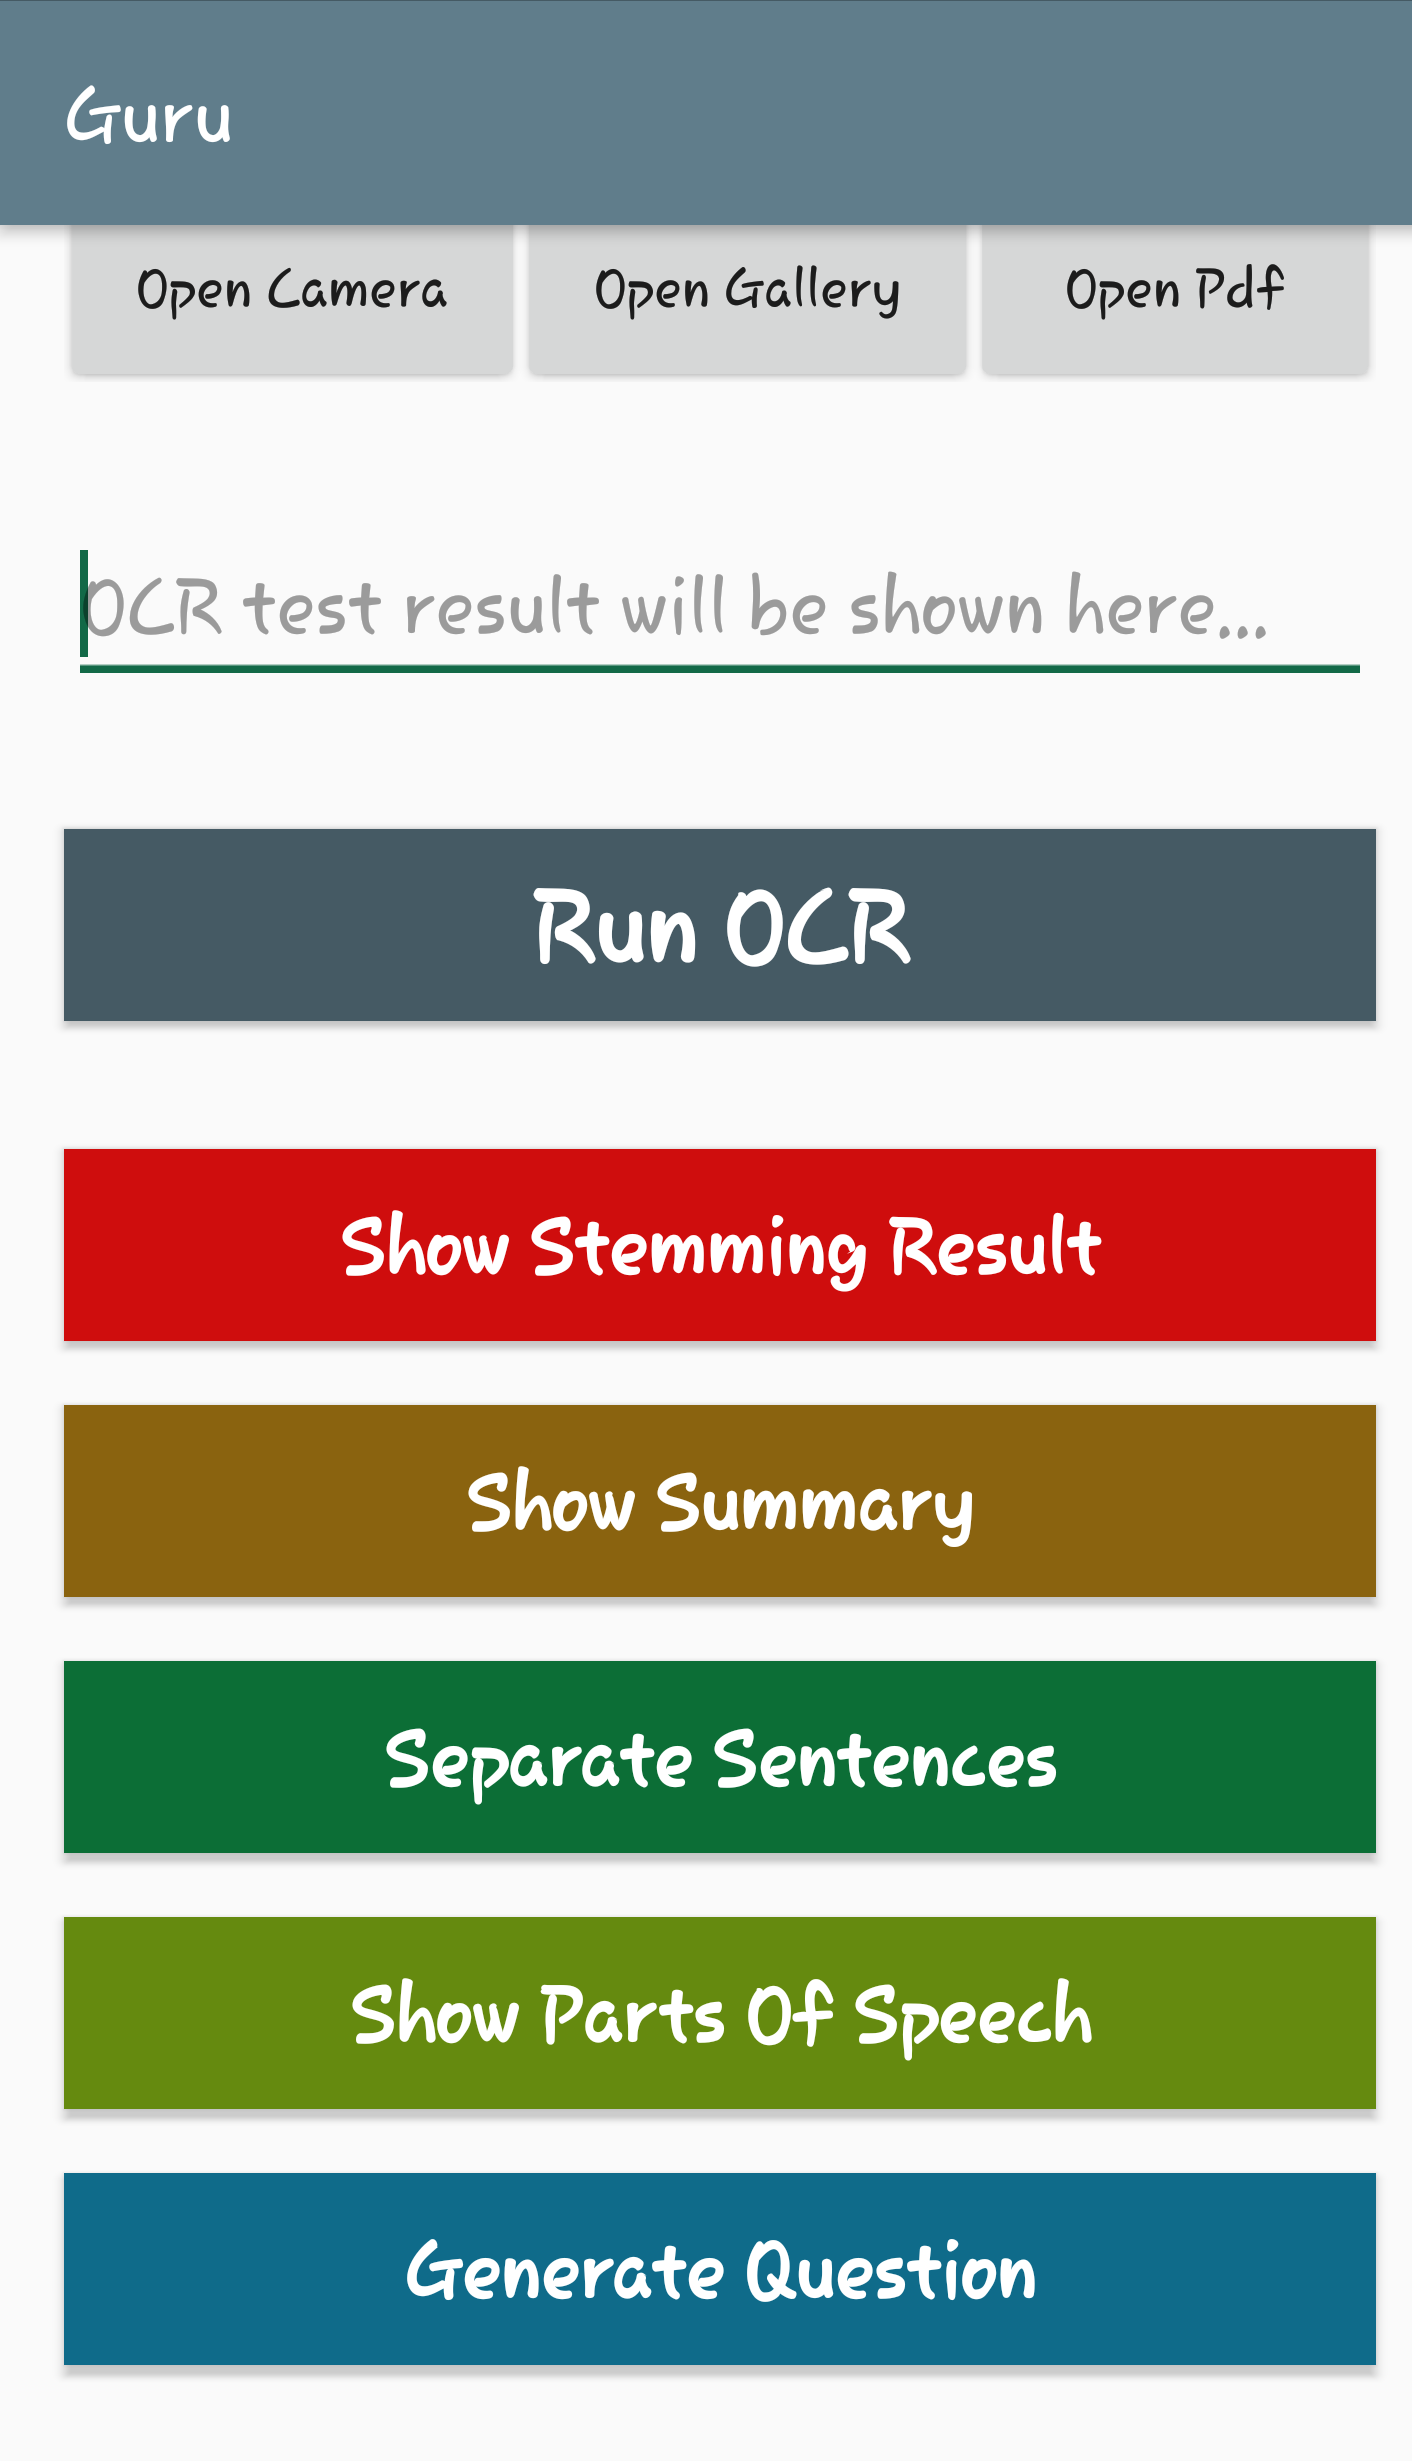 Guru
Open Camera Open Gallery Open Pdf
OCR test result will be shown here...
Run OCR
Show Stemming Result
Show Summary
Separate Sentences
Show Parts Of Speech
Generate Question